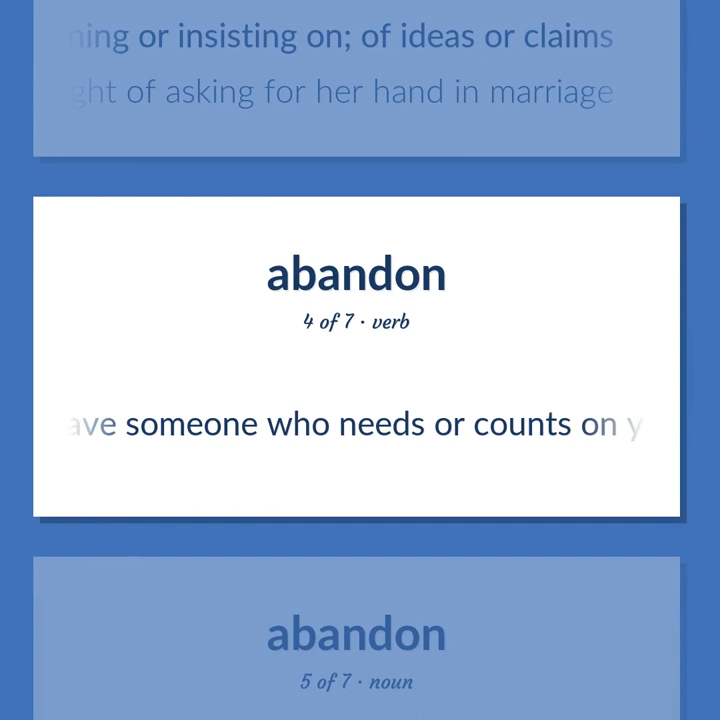 or insisting on; of ideas or claims
of asking for her hand in marriage
abandon
4 of 7 · verb
someone who needs or counts on
abandon
5 of 7 · noun